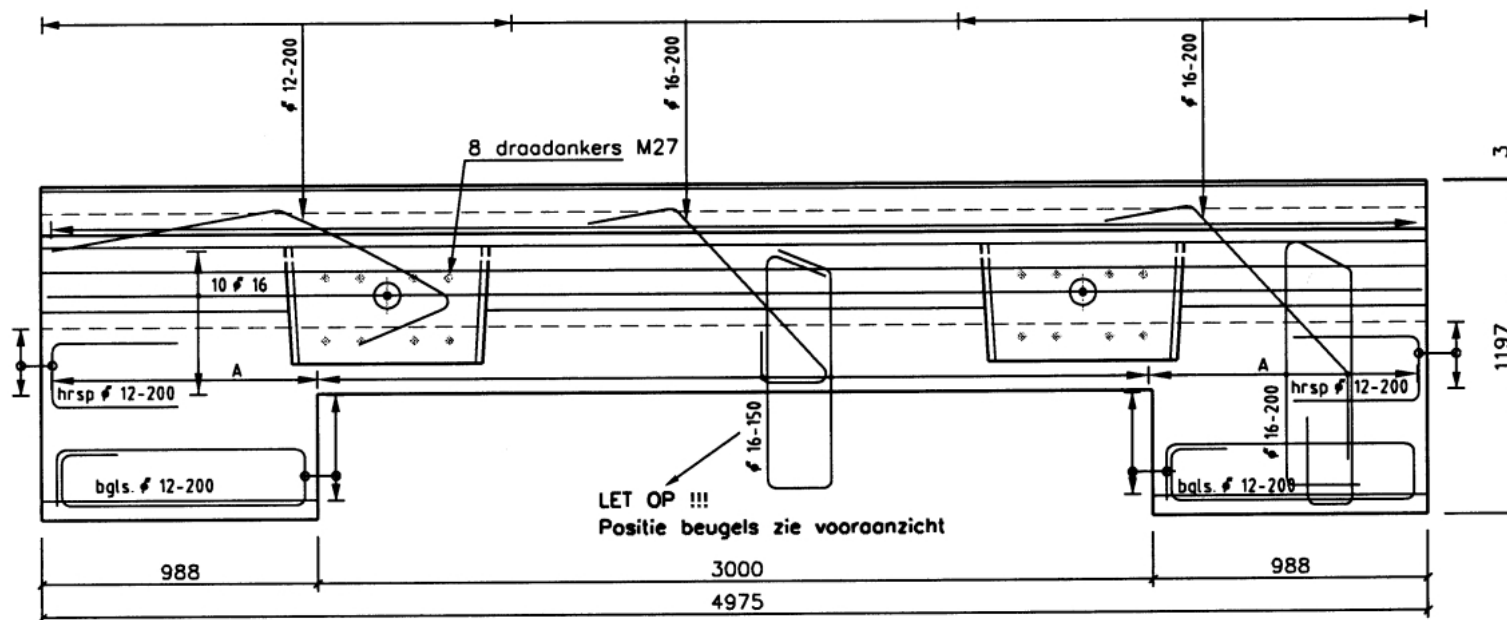 ø 12-200
ø 16-200
ø 16-200
8 draadankers M27
3
10 ø 16
1197
A
A
hrsp ø 12-200
hrsp ø 12-200
ø 16-150
ø 16-200
bgls. ø 12-200
bgls. ø 12-200
LET OP !!!
Positie beugels zie vooraanzicht
988
3000
988
4975